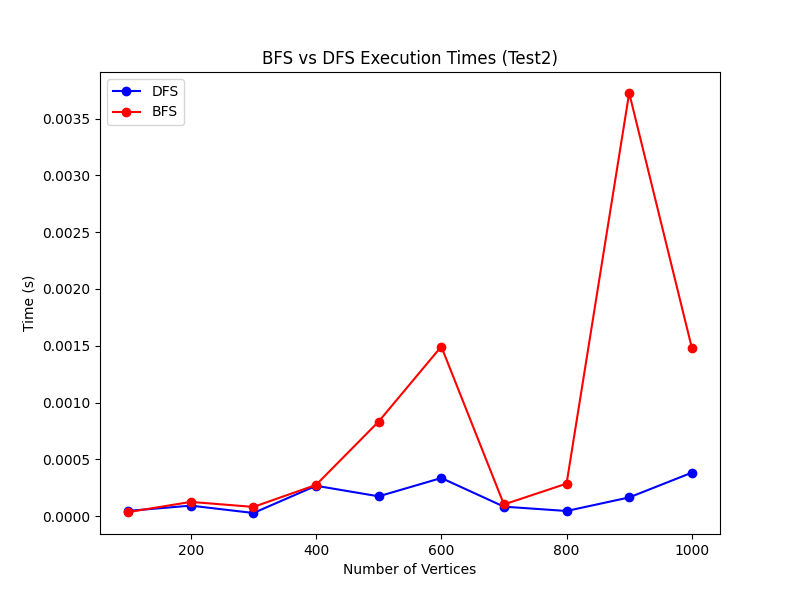 BFS vs DFS Execution Times (Test2)
DFS
BFS
0.0035
0.0030
0.0025
0.0020
0.0015
0.0010
0.0005
0.0000
Time (s)
200 400 600 800 1000
Number of Vertices